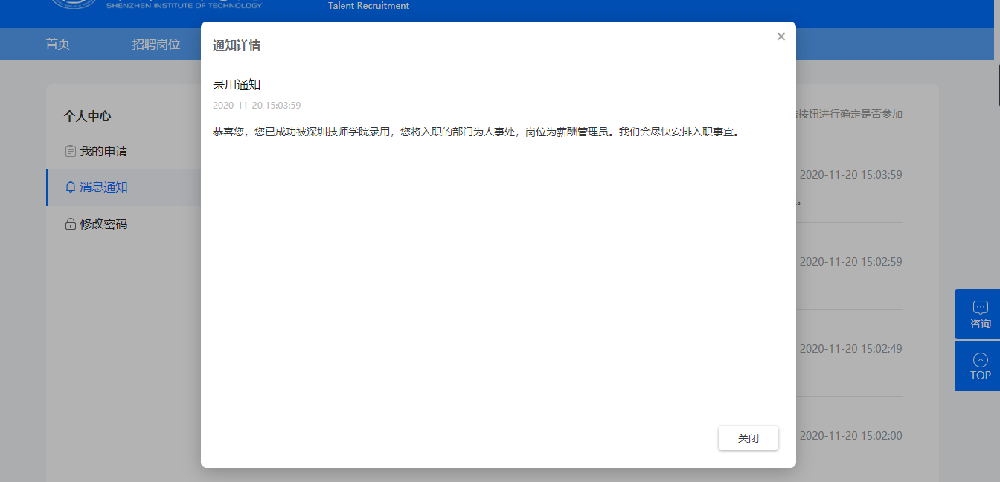 SHENZHEN INSTITUTE OF TECHNOLOGY
Talent Recruitment
首页
招聘岗位
通知详情
录用通知
2020-11-20 15:03:59
恭喜您，您已成功被深圳技师学院录用，您将入职的部门为人事处，岗位为薪酬管理员。我们会尽快安排入职事宜。
关闭
个人中心
我的申请
消息通知
修改密码
按钮进行确定是否参加
2020-11-20 15:03:59
。
2020-11-20 15:02:59
2020-11-20 15:02:49
2020-11-20 15:02:00
咨询
TOP